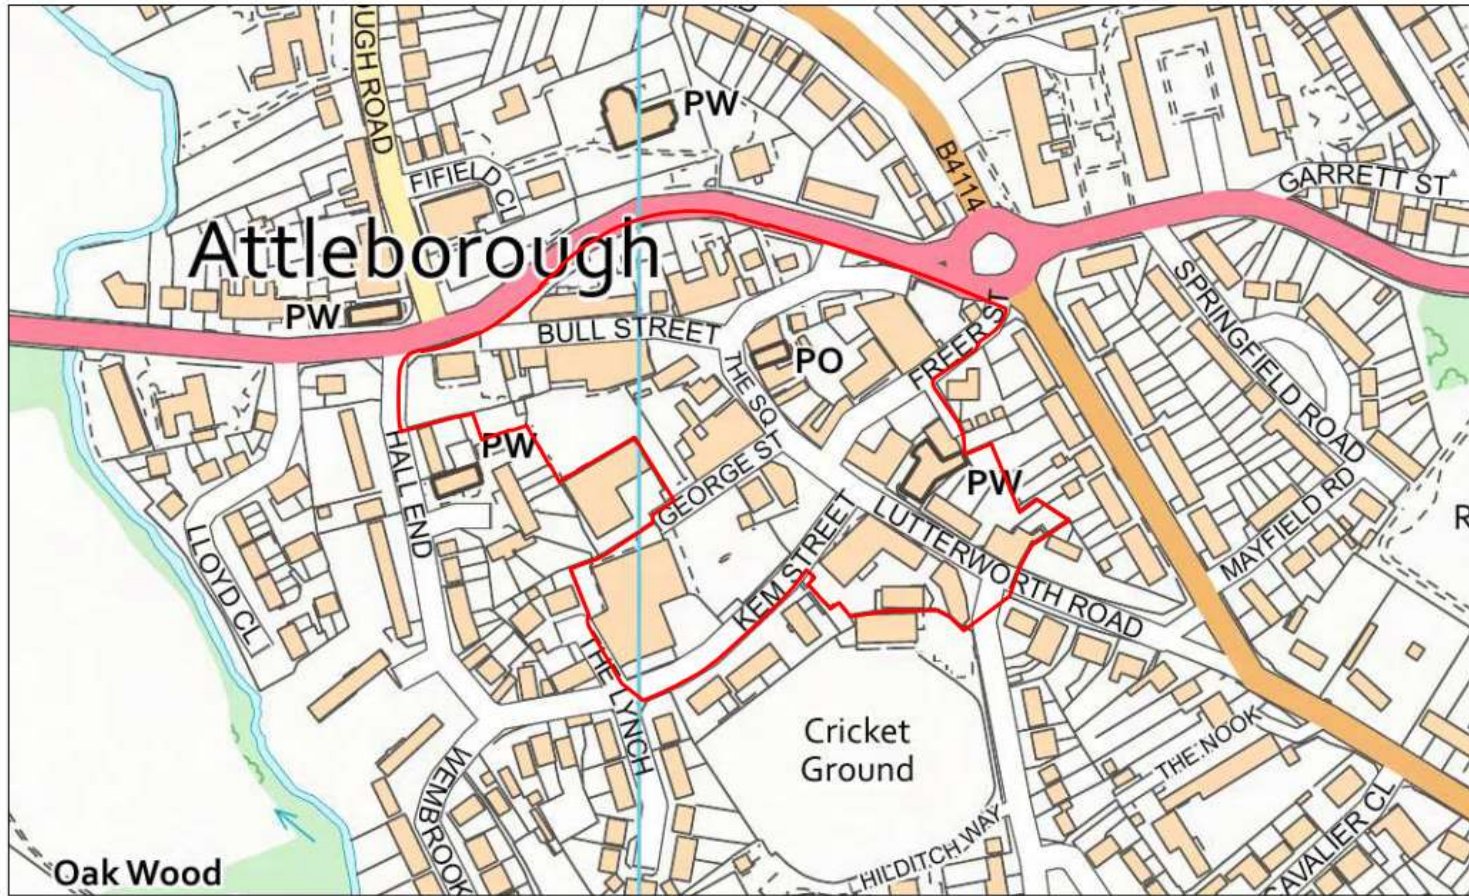 OUGH ROAD
PW
B4114
GARRETT ST
FIFIELD CL
Attleborough
PW
BULL STREET
PO
FREER ST
SPRINGFIELD ROAD
THE SQ
PW
HALL END
GEORGE ST
PW
LUTTERWORTH ROAD
MAYFIELD RD
R
LLOYD CL
KEM STREET
THE LYNCH
Cricket
Ground
THE NOOK
WEMBROOK
HILDITCH WAY
CAVALIER CL
Oak Wood